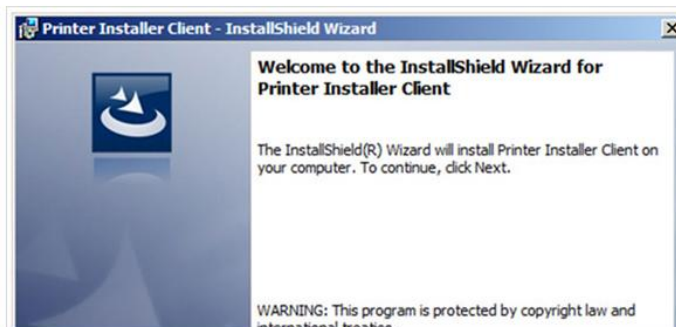 Printer Installer Client - InstallShield Wizard
Welcome to the InstallShield Wizard for
Printer Installer Client
The InstallShield(R) Wizard will install Printer Installer Client on
your computer. To continue, click Next.
WARNING: This program is protected by copyright law and
international treaties.